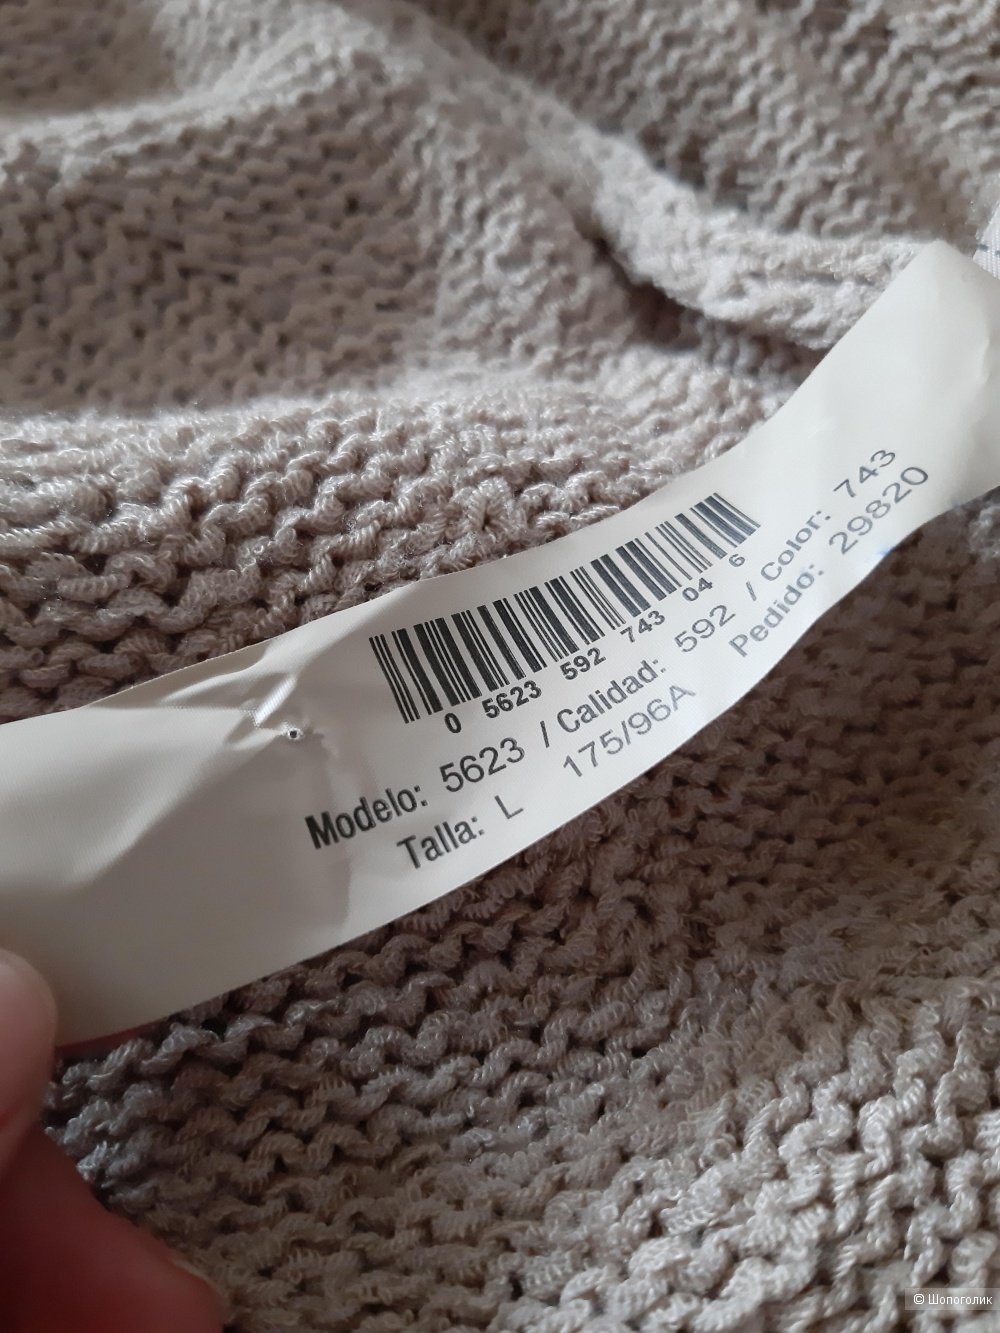 0 5623 592 743 04 6
Modelo: 5623 / Calidad: 592 / Color: 743
Talla: L 175/96A Pedido: 29820
© Шопоголик